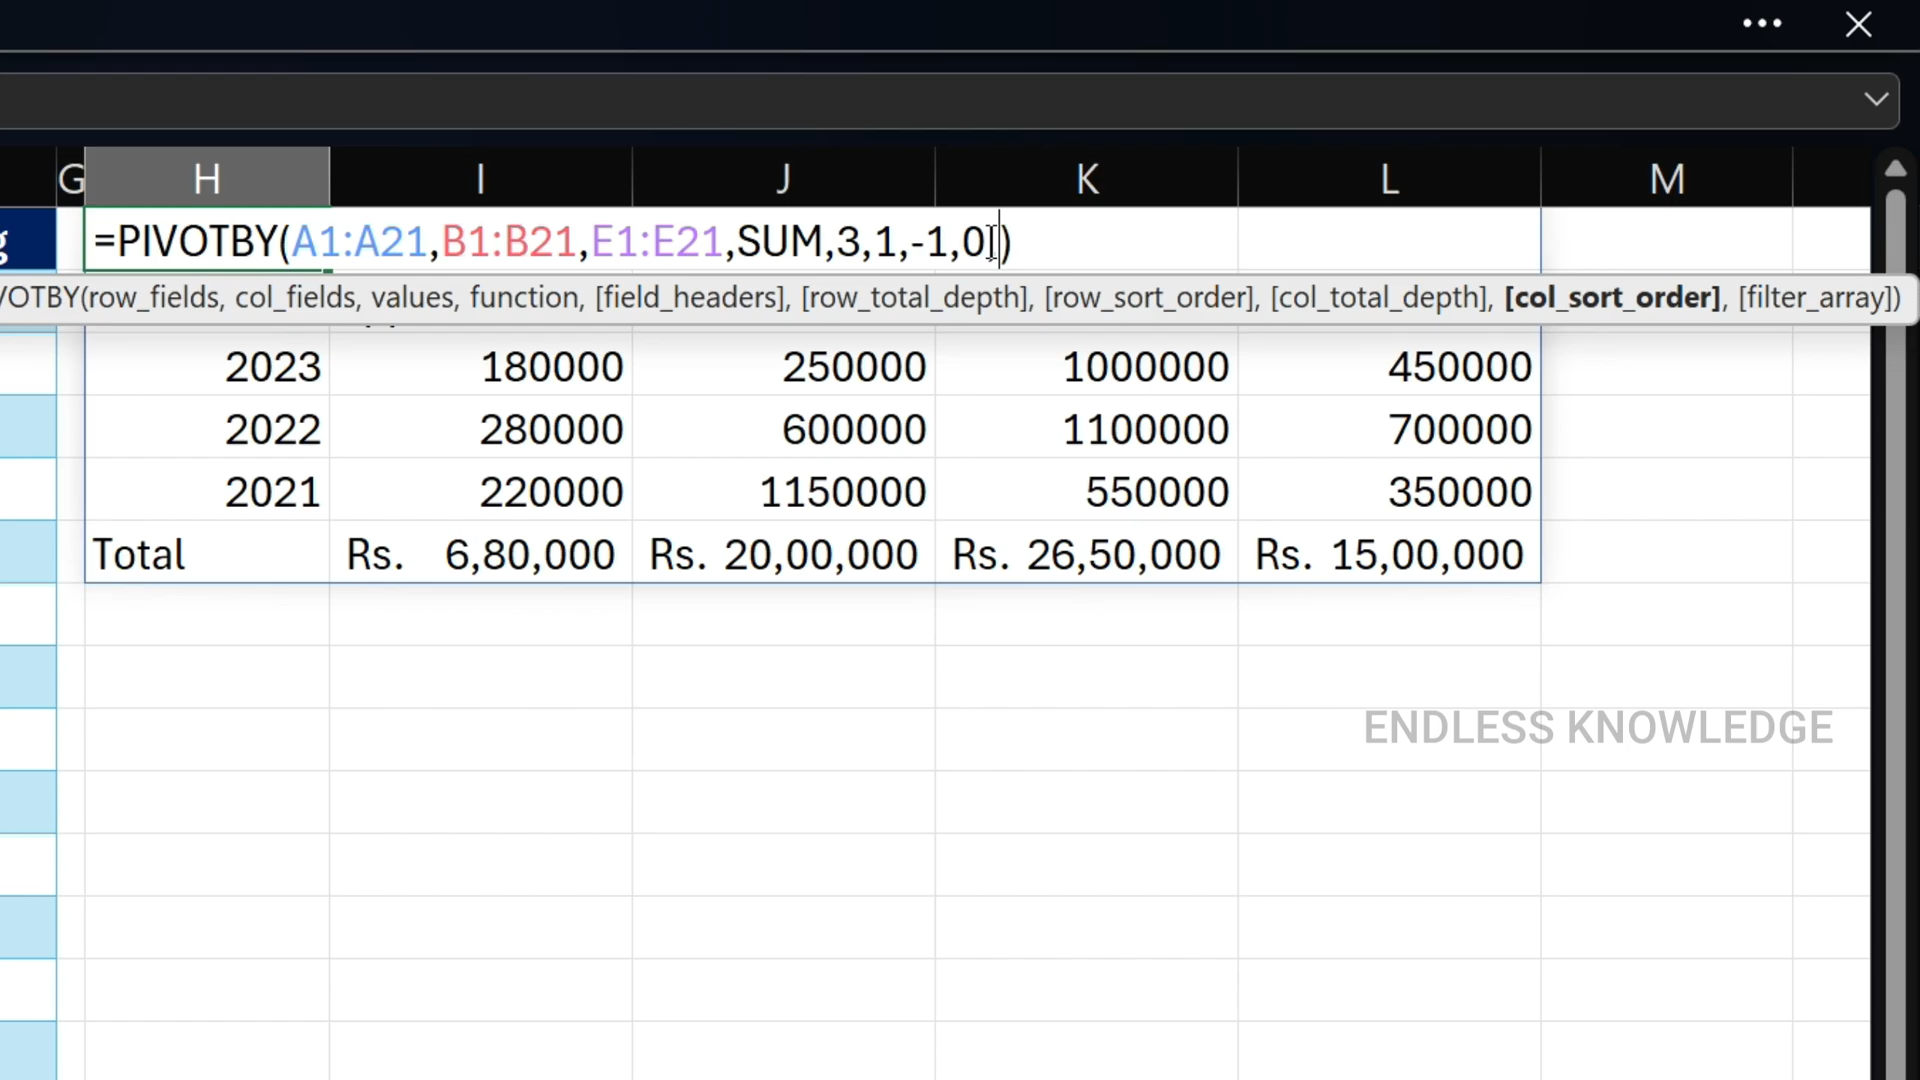 G H I J K L M
g =PIVOTBY(A1:A21,B1:B21,E1:E21,SUM,3,1,-1,0,)
VOTBY(row_fields, col_fields, values, function, [field_headers], [row_total_depth], [row_sort_order], [col_total_depth], [col_sort_order], [filter_array])
2023 180000 250000 1000000 450000
2022 280000 600000 1100000 700000
2021 220000 1150000 550000 350000
Total Rs. 6,80,000 Rs. 20,00,000 Rs. 26,50,000 Rs. 15,00,000
ENDLESS KNOWLEDGE